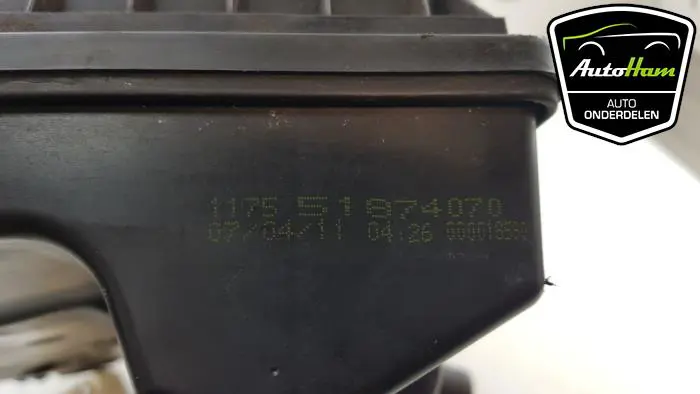 AutoHam
AUTO
ONDERDELEN
1175 51874070
07/04/11 04:26